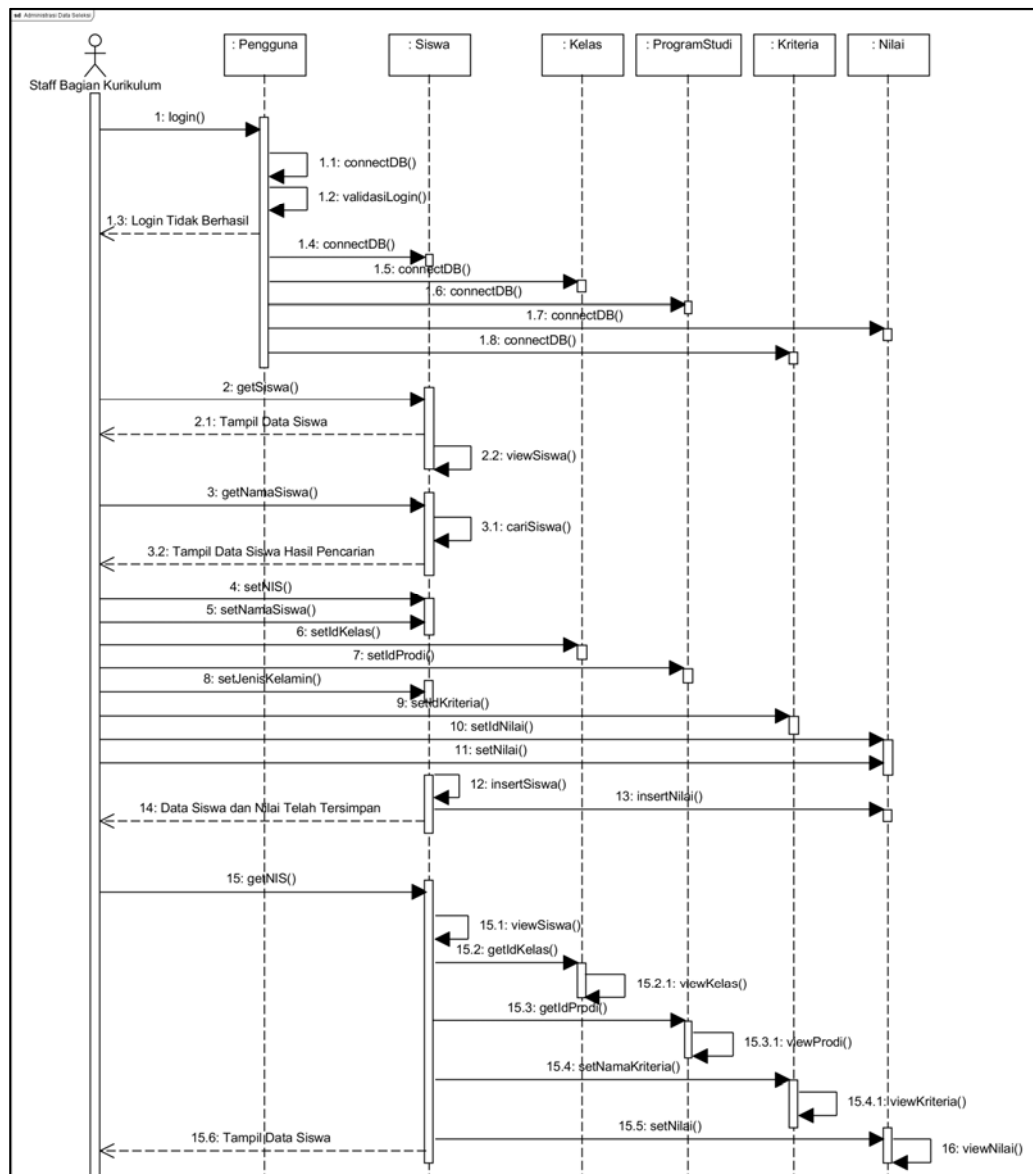 sd Administrasi Data Seleksi
: Pengguna
: Siswa
: Kelas
: ProgramStudi
: Kriteria
: Nilai
Staff Bagian Kurikulum
1: login()
1.1: connectDB()
1.2: validasiLogin()
1.3: Login Tidak Berhasil
1.4: connectDB()
1.5: connectDB()
1.6: connectDB()
1.7: connectDB()
1.8: connectDB()
2: getSiswa()
2.1: Tampil Data Siswa
2.2: viewSiswa()
3: getNamaSiswa()
3.1: cariSiswa()
3.2: Tampil Data Siswa Hasil Pencarian
4: setNIS()
5: setNamaSiswa()
6: setIdKelas()
7: setIdProdi()
8: setJenisKelamin()
9: setIdKriteria()
10: setIdNilai()
11: setNilai()
12: insertSiswa()
13: insertNilai()
14: Data Siswa dan Nilai Telah Tersimpan
15: getNIS()
15.1: viewSiswa()
15.2: getIdKelas()
15.2.1: viewKelas()
15.3: getIdProdi()
15.3.1: viewProdi()
15.4: setNamaKriteria()
15.4.1: viewKriteria()
15.5: setNilai()
15.6: Tampil Data Siswa
16: viewNilai()